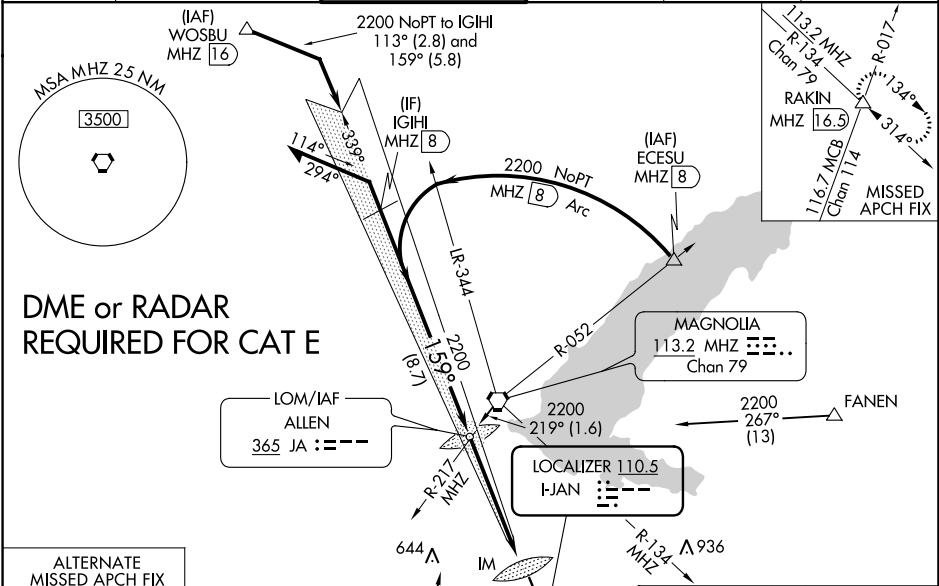 (IAF)
WOSBU
MHZ 16
2200 NoPT to IGIHI
113° (2.8) and
159° (5.8)
MSA MHZ 25 NM
3500
(IF)
IGIHI
MHZ 8
339°
114°
294°
2200 NoPT
MHZ 8 Arc
(IAF)
ECESU
MHZ 8
113.2 MHZ
R-134
Chan 79
R-017
134°
314°
RAKIN
MHZ 16.5
116.7 MCB
Chan 114
MISSED
APCH FIX
LR-344
R-052
DME or RADAR
REQUIRED FOR CAT E
2200
159°
(8.7)
MAGNOLIA
113.2 MHZ
Chan 79
LOM/IAF
ALLEN
365 JA
2200
219° (1.6)
FANEN
2200
267°
(13)
R-217
MHZ
LOCALIZER 110.5
I-JAN
R-134
MHZ
644
936
IM
ALTERNATE
MISSED APCH FIX